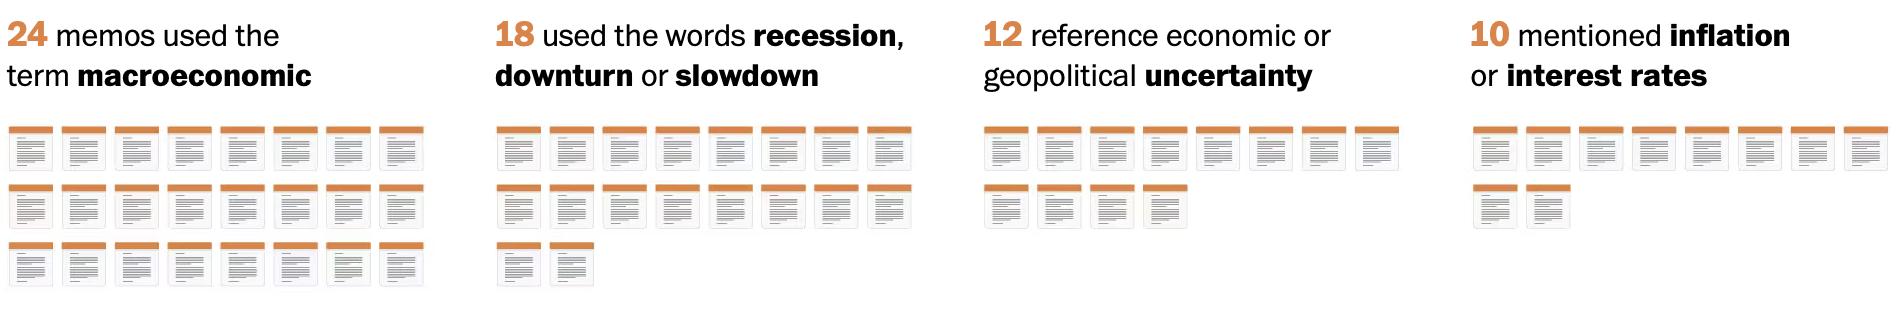 24 memos used the
term macroeconomic
18 used the words recession,
downturn or slowdown
12 reference economic or
geopolitical uncertainty
10 mentioned inflation
or interest rates